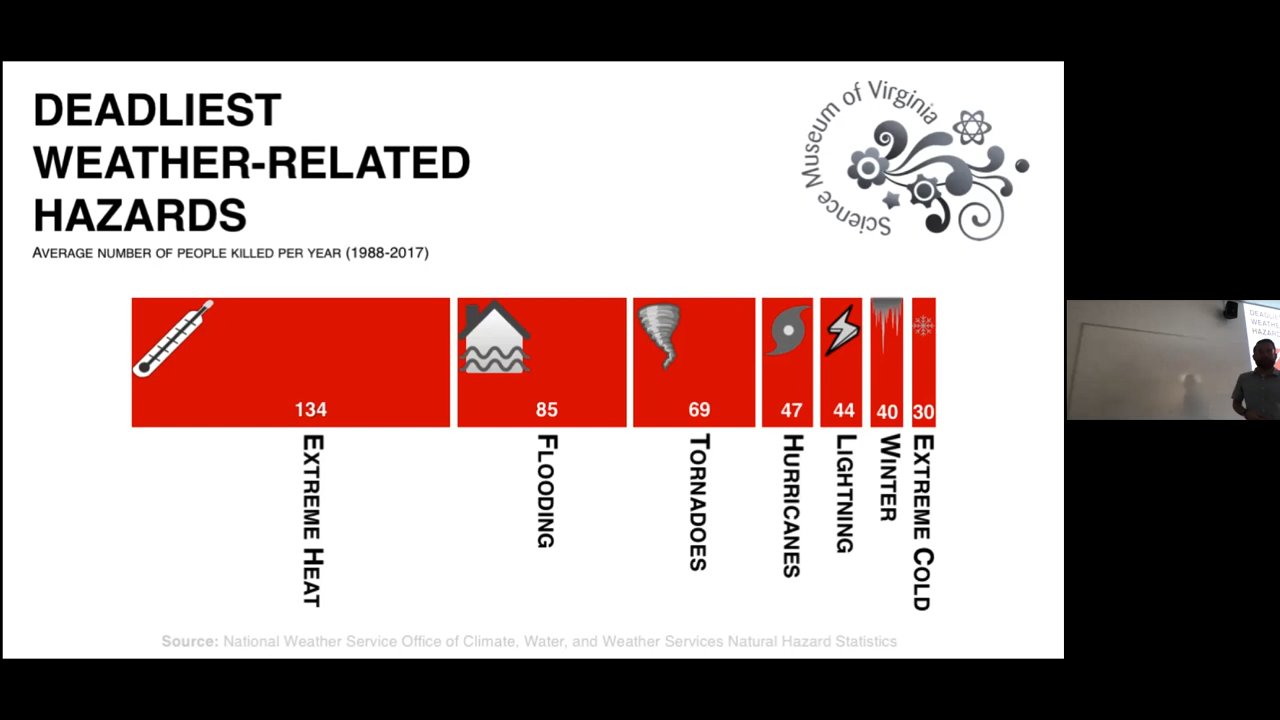 DEADLIEST
WEATHER-RELATED
HAZARDS
AVERAGE NUMBER OF PEOPLE KILLED PER YEAR (1988-2017)
Science Museum of Virginia
134
85
69
47
44
40
30
EXTREME HEAT
FLOODING
TORNADOES
HURRICANES
LIGHTNING
WINTER
EXTREME COLD
Source: National Weather Service Office of Climate, Water, and Weather Services Natural Hazard Statistics